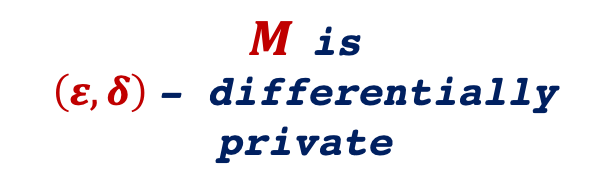 M is
(ε, δ) – differentially
private